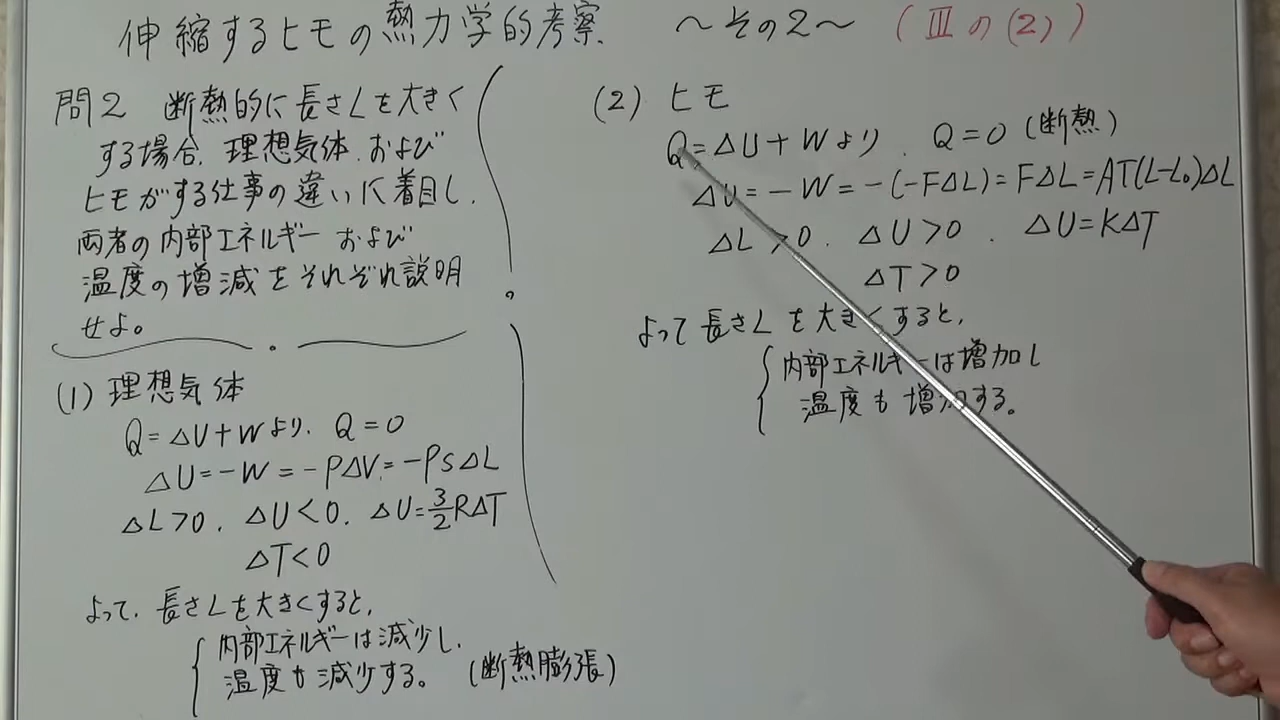 伸縮するヒモの熱力学的考察 ～その2～ (Ⅲの(2))
問2 断熱的に長さLを大きく
する場合、理想気体 および
ヒモがする仕事の違いに着目し、
両者の内部エネルギー および
温度の増減をそれぞれ説明
せよ。
(1) 理想気体
Q=ΔU+Wより、Q=0
ΔU=-W=-PΔV=-PSΔL
ΔL>0、ΔU<0、ΔU=3/2RΔT
ΔT<0
よって、長さLを大きくすると、
内部エネルギーは減少し、
温度も減少する。(断熱膨張)
(2) ヒモ
Q=ΔU+Wより、Q=0(断熱)
ΔU=-W=-(-FΔL)=FΔL=AT(L-L₀)ΔL
ΔL>0、ΔU>0、ΔU=KΔT
ΔT>0
よって長さLを大きくすると、
内部エネルギーは増加し
温度も増加する。